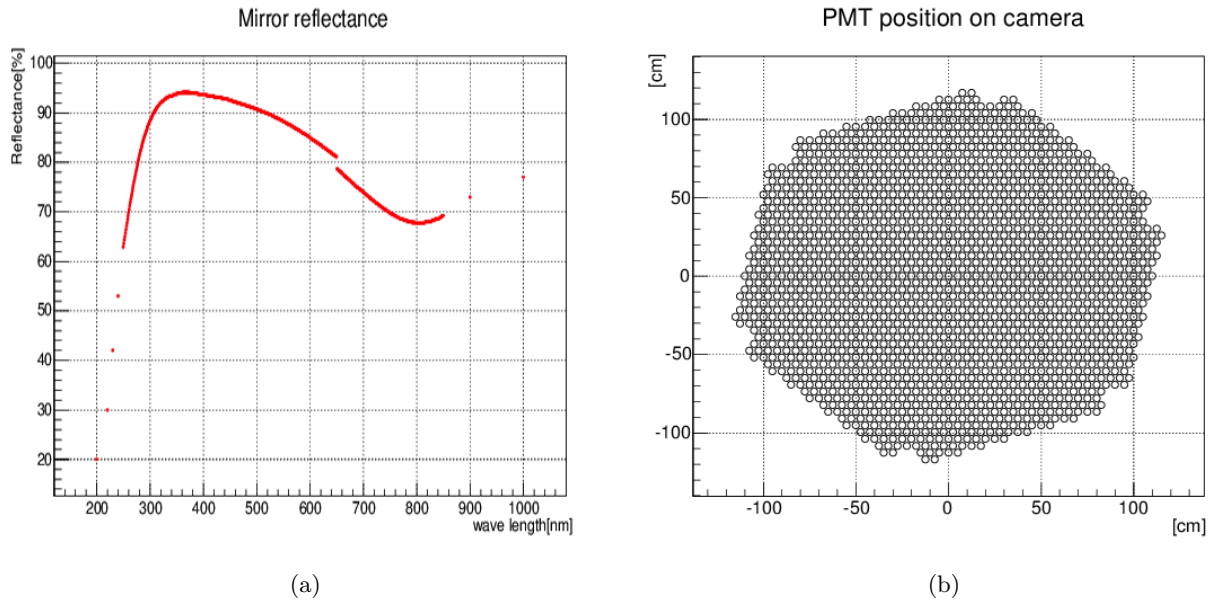 Mirror reflectance
Reflectance[%]
100
90
80
70
60
50
40
30
20
200 300 400 500 600 700 800 900 1000
wave length[nm]
(a)
PMT position on camera
[cm]
100
50
0
-50
-100
-100 -50 0 50 100
[cm]
(b)